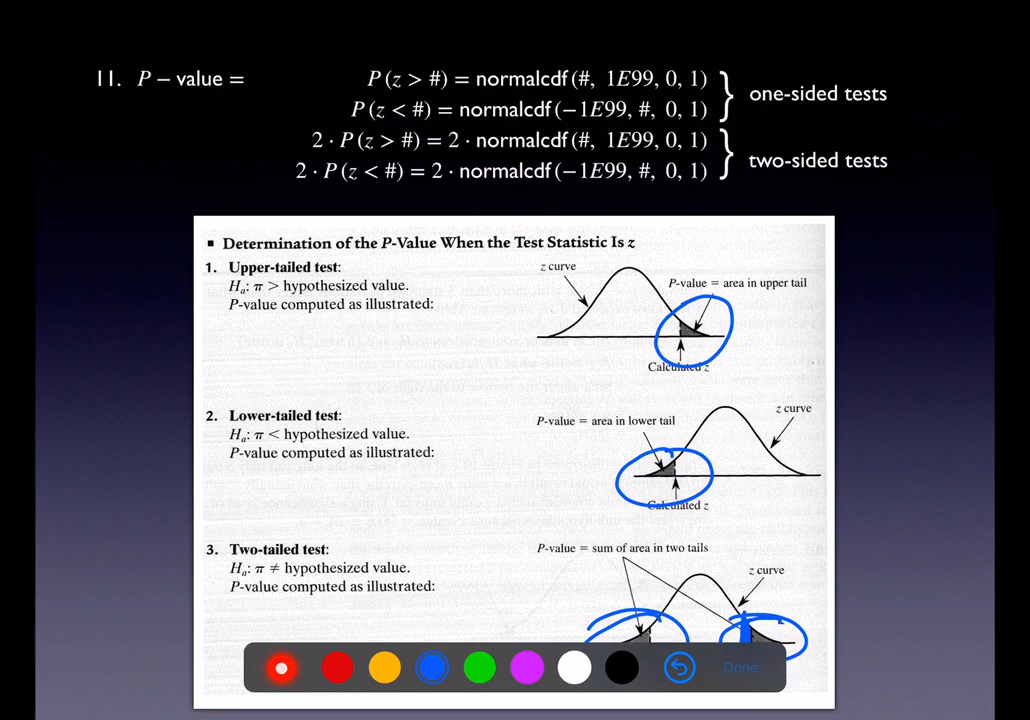 11. P – value =
P(z > #) = normalcdf(#, 1E99, 0, 1)
P(z < #) = normalcdf(−1E99, #, 0, 1)
one-sided tests
2 · P(z > #) = 2 · normalcdf(#, 1E99, 0, 1)
2 · P(z < #) = 2 · normalcdf(−1E99, #, 0, 1)
two-sided tests
▪ Determination of the P-Value When the Test Statistic Is z
1. Upper-tailed test:
Hₐ: π > hypothesized value.
P-value computed as illustrated:
z curve
P-value = area in upper tail
Calculated z
2. Lower-tailed test:
Hₐ: π < hypothesized value.
P-value computed as illustrated:
P-value = area in lower tail
z curve
Calculated z
3. Two-tailed test:
Hₐ: π ≠ hypothesized value.
P-value computed as illustrated:
P-value = sum of area in two tails
z curve
Done